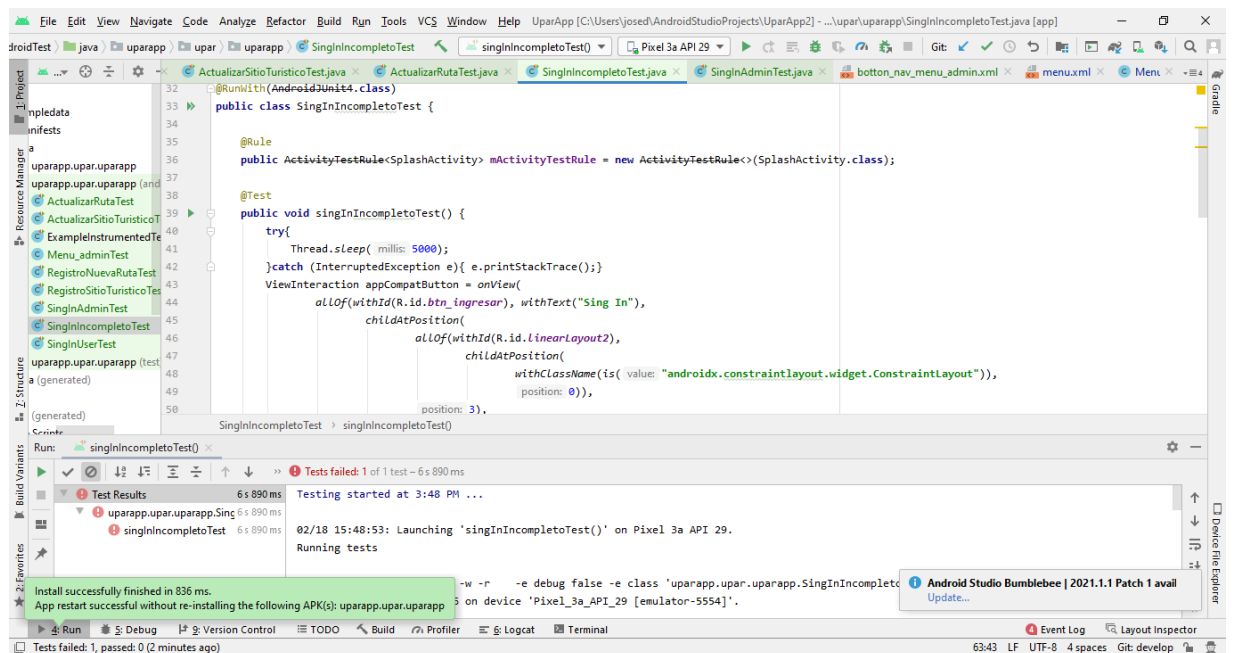 File Edit View Navigate Code Analyze Refactor Build Run Tools VCS Window Help UparApp [C:\Users\josed\AndroidStudioProjects\UparApp2] - ...\upar\uparapp\SingInIncompletoTest.java [app]
droidTest java uparapp upar uparapp SingInIncompletoTest singInIncompletoTest() Pixel 3a API 29 Git:
ActualizarSitioTuristicoTest.java ActualizarRutaTest.java SingInIncompletoTest.java SingInAdminTest.java botton_nav_menu_admin.xml menu.xml Menu
1: Project
Resource Manager
Z: Structure
Build Variants
2: Favorites
Gradle
Device File Explorer
mpledata
nifests
a
uparapp.upar.uparapp
uparapp.upar.uparapp (and
ActualizarRutaTest
ActualizarSitioTuristicoT
ExampleInstrumentedTe
Menu_adminTest
RegistroNuevaRutaTest
RegistroSitioTuristicoTes
SingInAdminTest
SingInIncompletoTest
SingInUserTest
uparapp.upar.uparapp (test
a (generated)
(generated)
Scripts
32 @RunWith(AndroidJUnit4.class)
33 public class SingInIncompletoTest {
34
35 @Rule
36 public ActivityTestRule<SplashActivity> mActivityTestRule = new ActivityTestRule<>(SplashActivity.class);
37
38 @Test
39 public void singInIncompletoTest() {
40 try{
41 Thread.sleep( millis: 5000);
42 }catch (InterruptedException e){ e.printStackTrace();}
43 ViewInteraction appCompatButton = onView(
44 allOf(withId(R.id.btn_ingresar), withText("Sing In"),
45 childAtPosition(
46 allOf(withId(R.id.linearLayout2),
47 childAtPosition(
48 withClassName(is( value: "androidx.constraintlayout.widget.ConstraintLayout")),
49 position: 0)),
50 position: 3),
SingInIncompletoTest singInIncompletoTest()
Run: singInIncompletoTest()
Tests failed: 1 of 1 test – 6 s 890 ms
Test Results 6 s 890 ms
uparapp.upar.uparapp.Sing 6 s 890 ms
singInIncompletoTest 6 s 890 ms
Testing started at 3:48 PM ...
02/18 15:48:53: Launching 'singInIncompletoTest()' on Pixel 3a API 29.
Running tests
-w -r -e debug false -e class 'uparapp.upar.uparapp.SingInIncompleto
on device 'Pixel_3a_API_29 [emulator-5554]'.
Install successfully finished in 836 ms.
App restart successful without re-installing the following APK(s): uparapp.upar.uparapp
Android Studio Bumblebee | 2021.1.1 Patch 1 avail
Update...
4: Run 5: Debug 9: Version Control TODO Build Profiler 6: Logcat Terminal 4 Event Log Layout Inspector
Tests failed: 1, passed: 0 (2 minutes ago) 63:43 LF UTF-8 4 spaces Git: develop